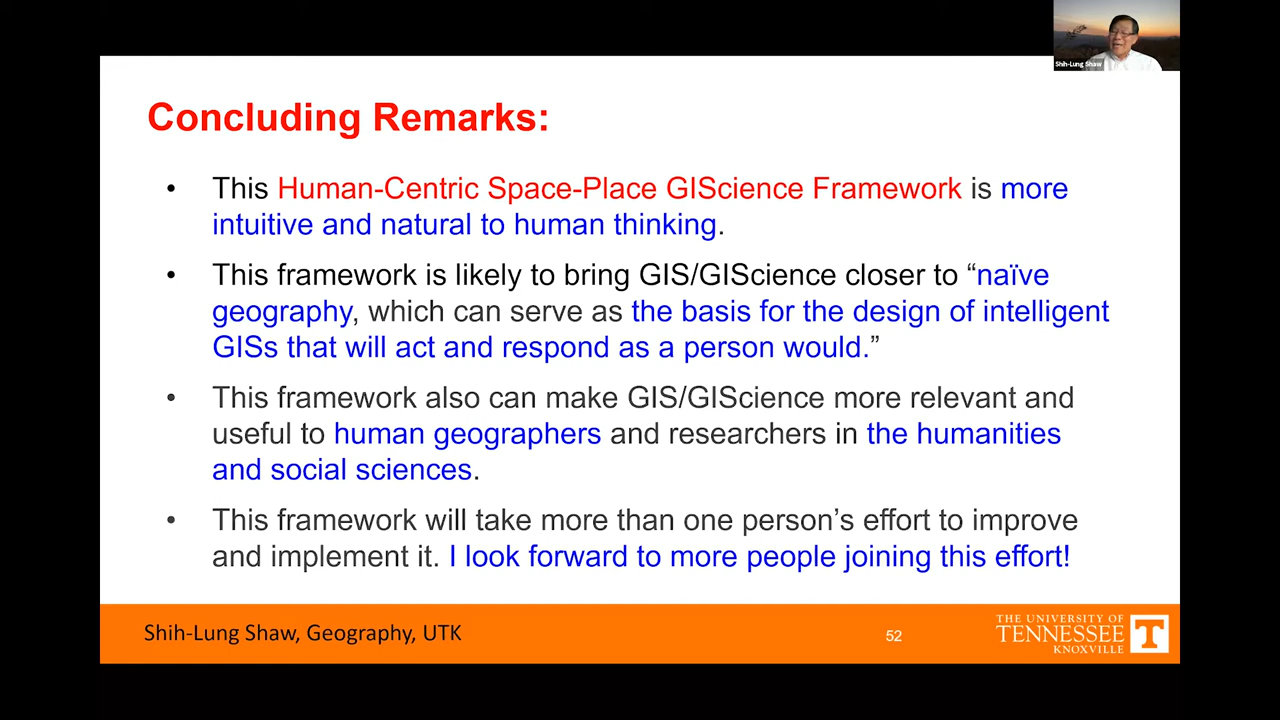 Shih-Lung Shaw
Concluding Remarks:
• This Human-Centric Space-Place GIScience Framework is more
intuitive and natural to human thinking.
• This framework is likely to bring GIS/GIScience closer to “naïve
geography, which can serve as the basis for the design of intelligent
GISs that will act and respond as a person would.”
• This framework also can make GIS/GIScience more relevant and
useful to human geographers and researchers in the humanities
and social sciences.
• This framework will take more than one person’s effort to improve
and implement it. I look forward to more people joining this effort!
Shih-Lung Shaw, Geography, UTK
52
THE UNIVERSITY OF
TENNESSEE
KNOXVILLE
T